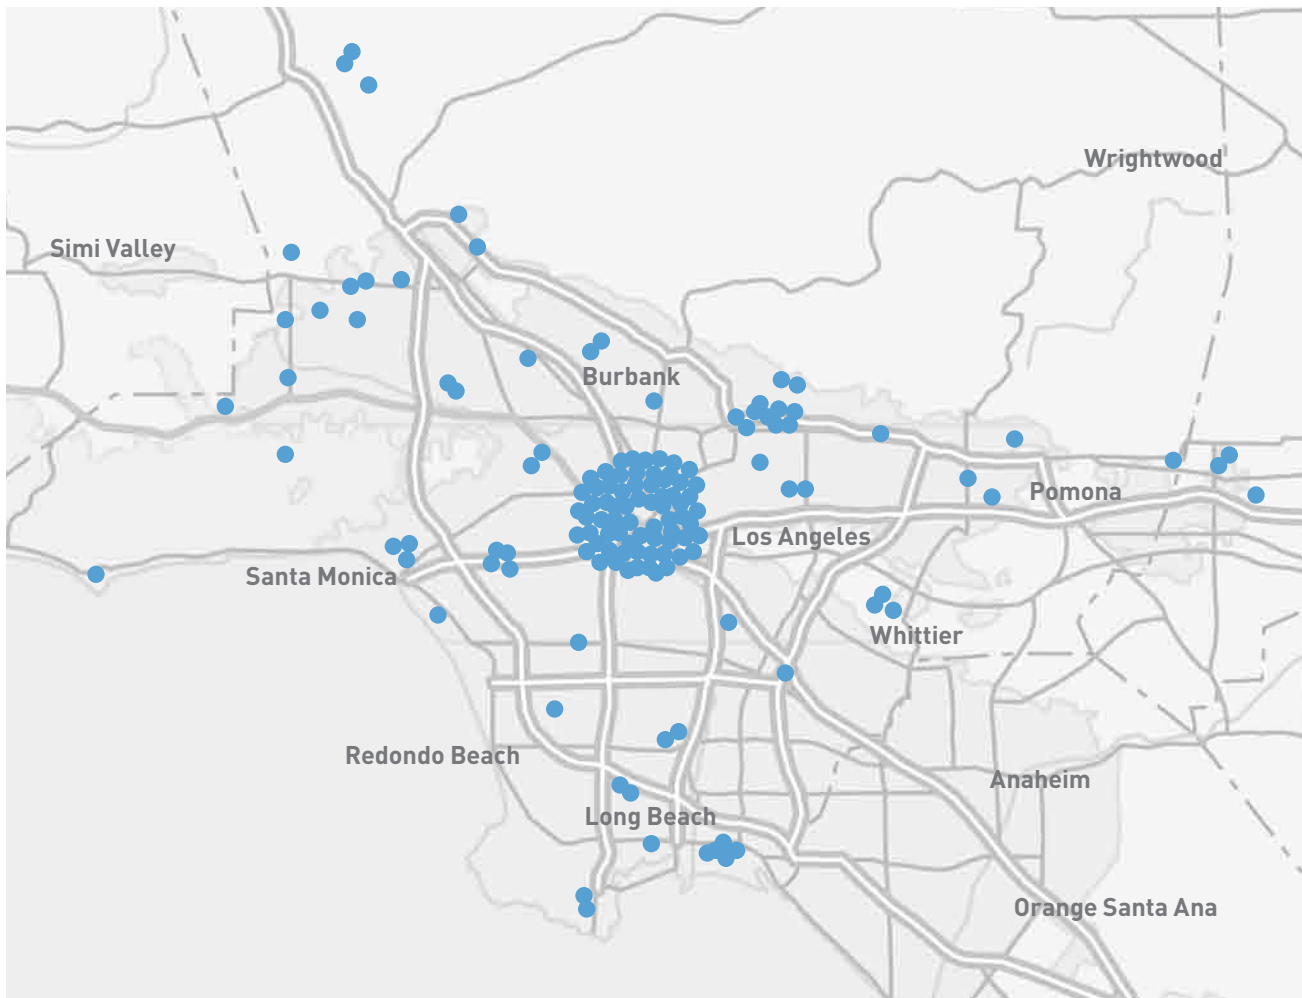 Wrightwood
Simi Valley
Burbank
Pomona
Los Angeles
Santa Monica
Whittier
Redondo Beach
Anaheim
Long Beach
Orange Santa Ana